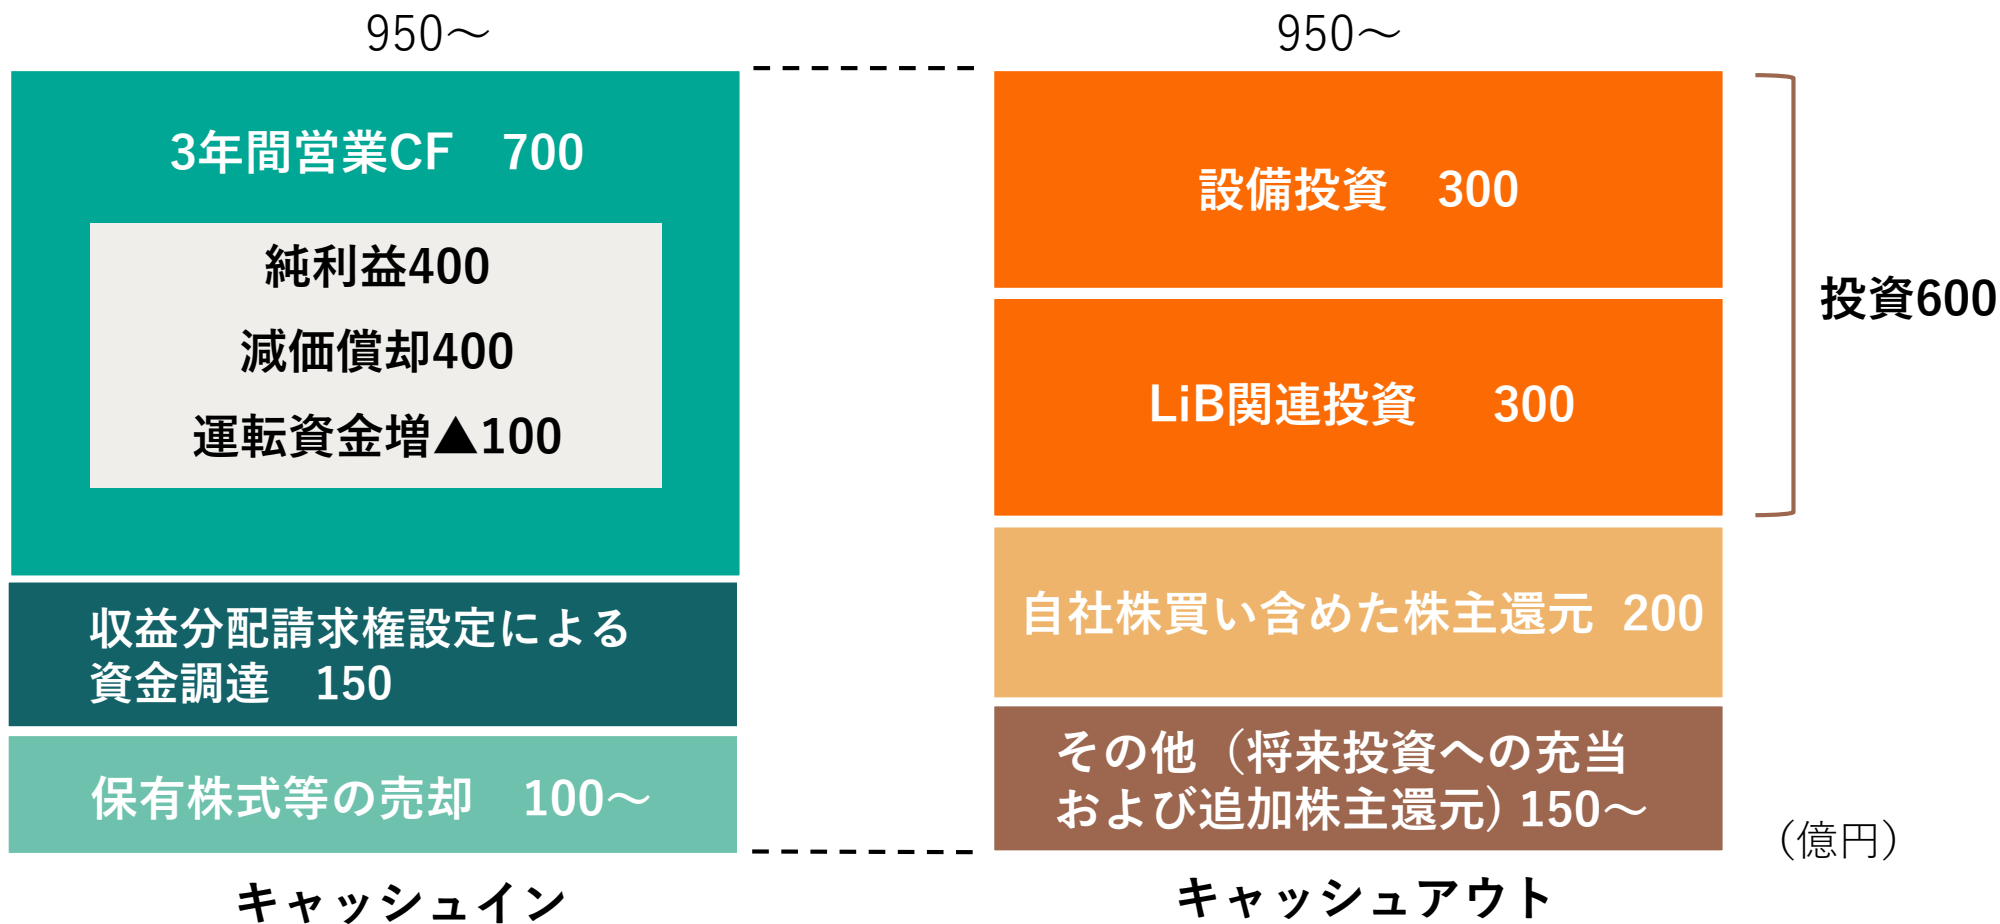 950～
3年間営業CF　700
純利益400
減価償却400
運転資金増▲100
収益分配請求権設定による
資金調達　150
保有株式等の売却　100～
キャッシュイン
950～
設備投資　300
LiB関連投資　 300
投資600
自社株買い含めた株主還元 200
その他（将来投資への充当
および追加株主還元）150～
キャッシュアウト
（億円）